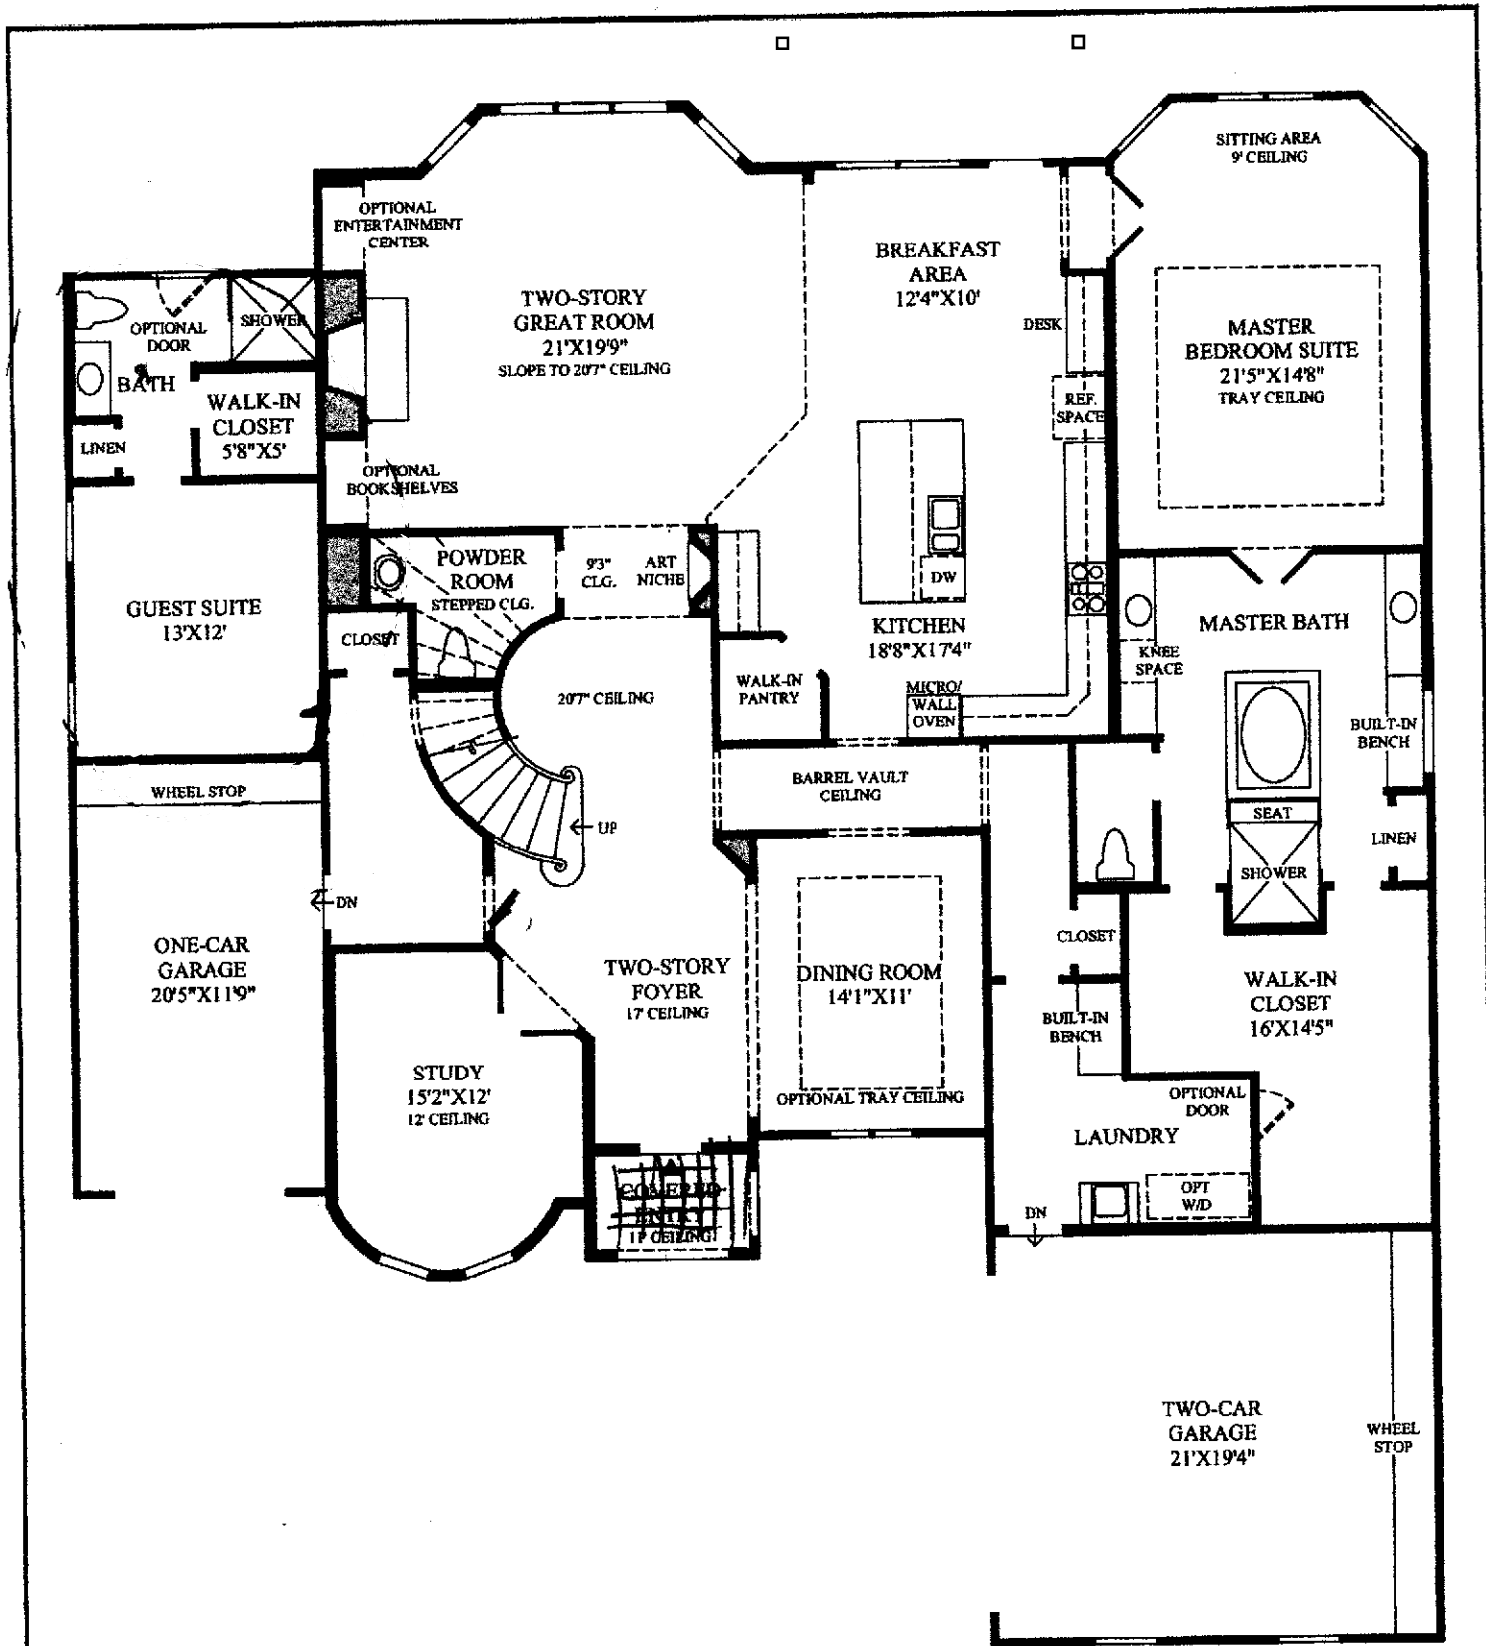 SITTING AREA
9' CEILING
OPTIONAL
ENTERTAINMENT
CENTER
BREAKFAST
AREA
12'4"X10'
TWO-STORY
GREAT ROOM
21'X19'9"
SLOPE TO 20'7" CEILING
OPTIONAL
DOOR
SHOWER
DESK
MASTER
BEDROOM SUITE
21'5"X14'8"
TRAY CEILING
BATH
WALK-IN
CLOSET
5'8"X5'
REF.
SPACE
LINEN
OPTIONAL
BOOKSHELVES
POWDER
ROOM
STEPPED CLG.
9'3"
CLG.
ART
NICHE
DW
GUEST SUITE
13'X12'
CLOSET
KITCHEN
18'8"X17'4"
MASTER BATH
KNEE
SPACE
WALK-IN
PANTRY
20'7" CEILING
MICRO/
WALL
OVEN
BUILT-IN
BENCH
WHEEL STOP
BARREL VAULT
CEILING
SEAT
UP
LINEN
SHOWER
DN
CLOSET
ONE-CAR
GARAGE
20'5"X11'9"
TWO-STORY
FOYER
17' CEILING
DINING ROOM
14'1"X11'
WALK-IN
CLOSET
16'X14'5"
BUILT-IN
BENCH
STUDY
15'2"X12'
12' CEILING
OPTIONAL TRAY CEILING
OPTIONAL
DOOR
LAUNDRY
COVERED
ENTRY
11' CEILING
OPT
W/D
DN
TWO-CAR
GARAGE
21'X19'4"
WHEEL
STOP